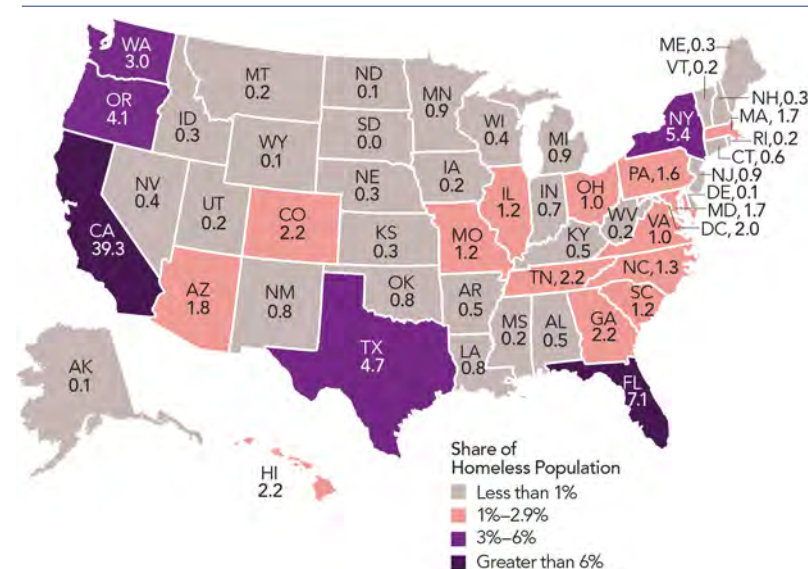 WA
3.0
OR
4.1
CA
39.3
ID
0.3
NV
0.4
MT
0.2
WY
0.1
UT
0.2
AZ
1.8
CO
2.2
NM
0.8
ND
0.1
SD
0.0
NE
0.3
KS
0.3
OK
0.8
TX
4.7
MN
0.9
IA
0.2
MO
1.2
AR
0.5
LA
0.8
WI
0.4
IL
1.2
MI
0.9
IN
0.7
OH
1.0
KY
0.5
TN, 2.2
MS
0.2
AL
0.5
GA
2.2
FL
7.1
SC
1.2
NC,1.3
VA
1.0
WV
0.2
PA, 1.6
NY
5.4
ME,0.3
VT,0.2
NH,0.3
MA, 1.7
RI,0.2
CT, 0.6
NJ,0.9
DE,0.1
MD, 1.7
DC, 2.0
AK
0.1
HI
2.2
Share of
Homeless Population
Less than 1%
1%–2.9%
3%–6%
Greater than 6%